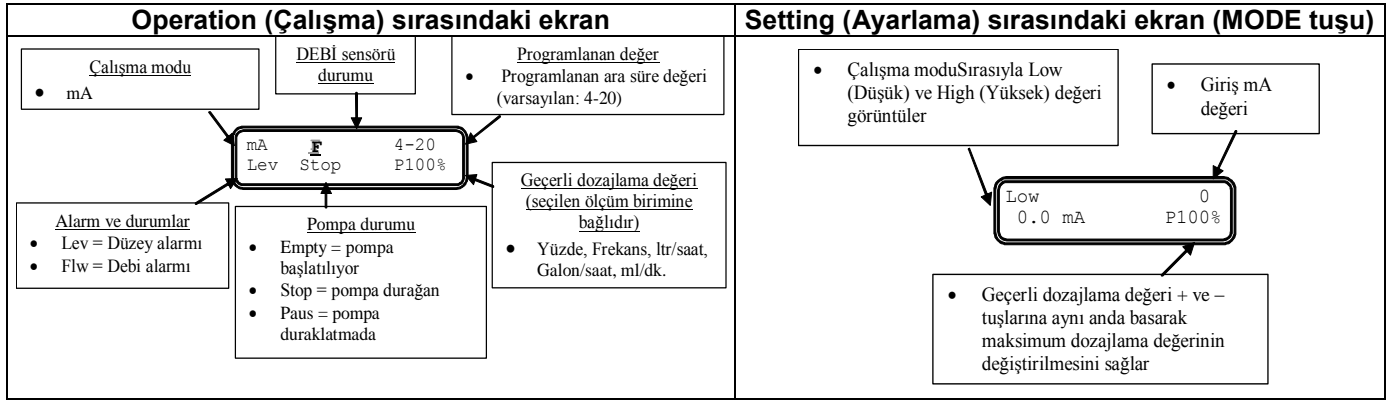 Operation (Çalışma) sırasındaki ekran
Çalışma modu
• mA
DEBİ sensörü
durumu
Programlanan değer
• Programlanan ara süre değeri
(varsayılan: 4-20)
mA F 4-20
Lev Stop P100%
Alarm ve durumlar
• Lev = Düzey alarmı
• Flw = Debi alarmı
Pompa durumu
• Empty = pompa
başlatılıyor
• Stop = pompa durağan
• Paus = pompa
duraklatmada
Geçerli dozajlama değeri
(seçilen ölçüm birimine
bağlıdır)
• Yüzde, Frekans, ltr/saat,
Galon/saat, ml/dk.
Setting (Ayarlama) sırasındaki ekran (MODE tuşu)
• Çalışma moduSırasıyla Low
(Düşük) ve High (Yüksek) değeri
görüntüler
• Giriş mA
değeri
Low 0
0.0 mA P100%
• Geçerli dozajlama değeri + ve –
tuşlarına aynı anda basarak
maksimum dozajlama değerinin
değiştirilmesini sağlar